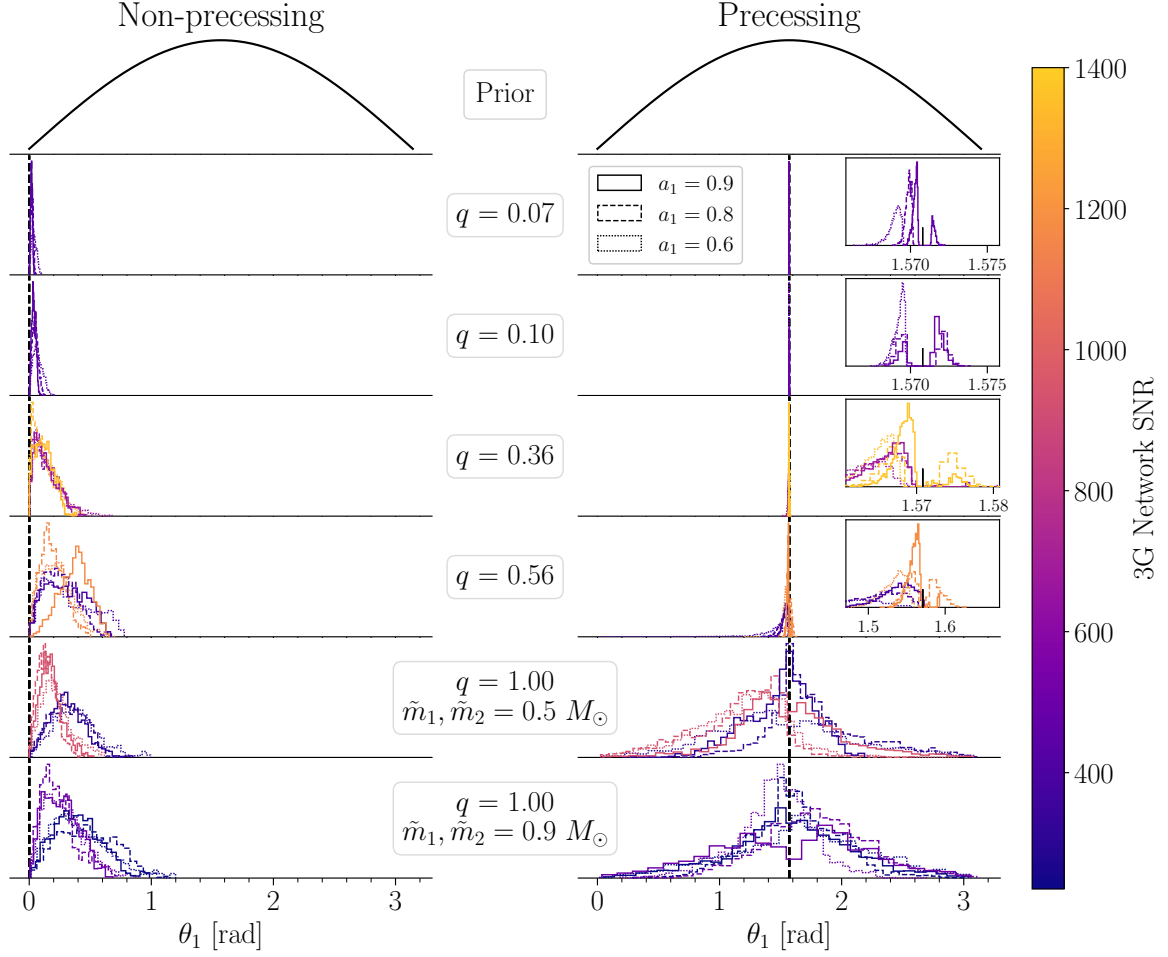 Non-precessing
Precessing
Prior
q = 0.07
a₁ = 0.9
a₁ = 0.8
a₁ = 0.6
1.570 1.575
q = 0.10
1.570 1.575
q = 0.36
1.57 1.58
q = 0.56
1.5 1.6
q = 1.00
m̃₁, m̃₂ = 0.5 M⊙
q = 1.00
m̃₁, m̃₂ = 0.9 M⊙
0 1 2 3
θ₁ [rad]
0 1 2 3
θ₁ [rad]
1400
1200
1000
800
600
400
3G Network SNR